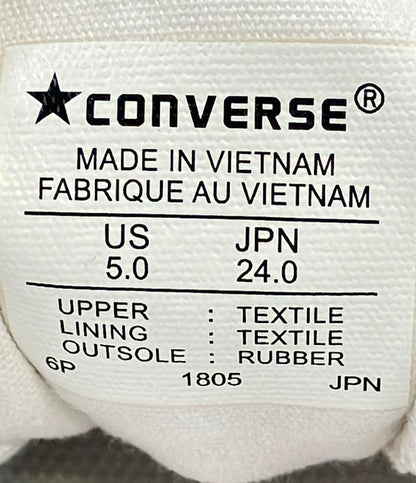 ★CONVERSE®
MADE IN VIETNAM
FABRIQUE AU VIETNAM
US JPN
5.0 24.0
UPPER : TEXTILE
LINING : TEXTILE
OUTSOLE : RUBBER
6P 1805 JPN